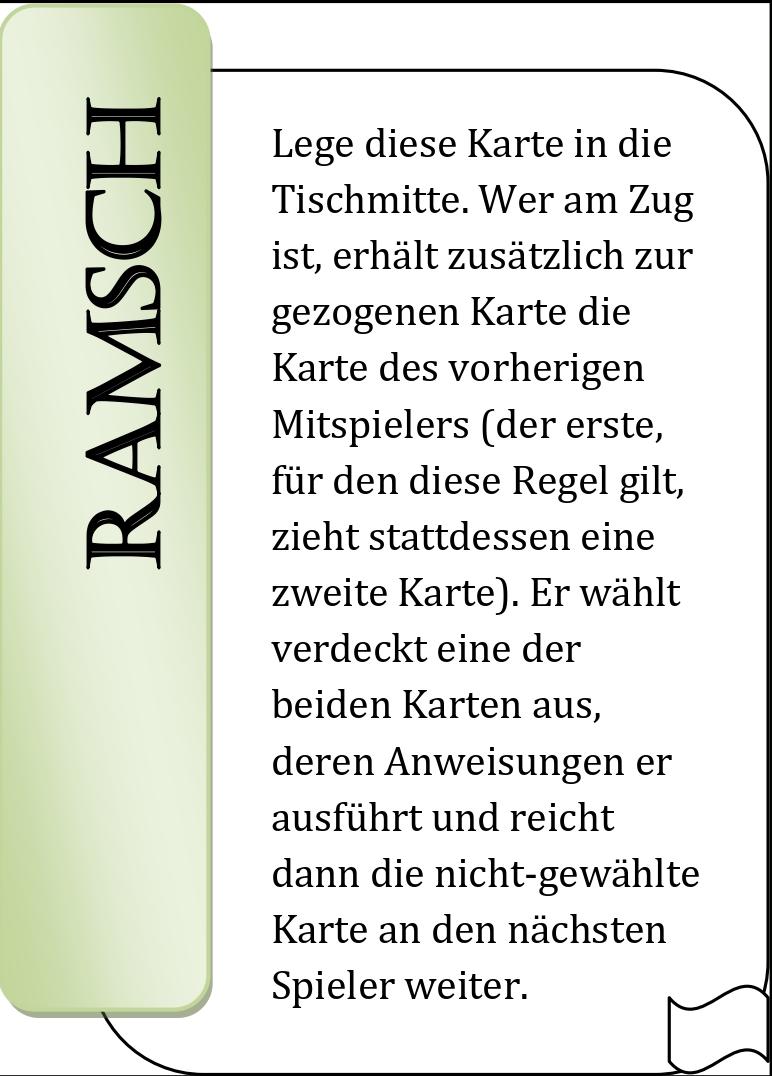 RAMSCH
Lege diese Karte in die
Tischmitte. Wer am Zug
ist, erhält zusätzlich zur
gezogenen Karte die
Karte des vorherigen
Mitspielers (der erste,
für den diese Regel gilt,
zieht stattdessen eine
zweite Karte). Er wählt
verdeckt eine der
beiden Karten aus,
deren Anweisungen er
ausführt und reicht
dann die nicht-gewählte
Karte an den nächsten
Spieler weiter.